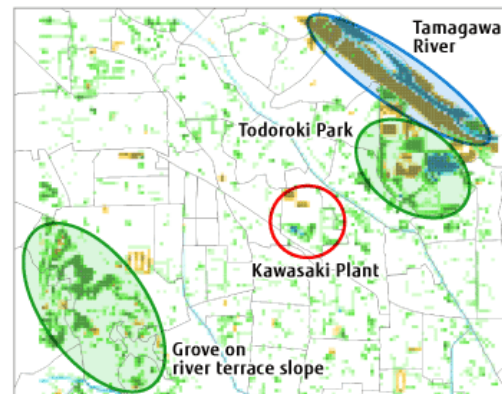 Tamagawa
River
Todoroki Park
Kawasaki Plant
Grove on
river terrace slope